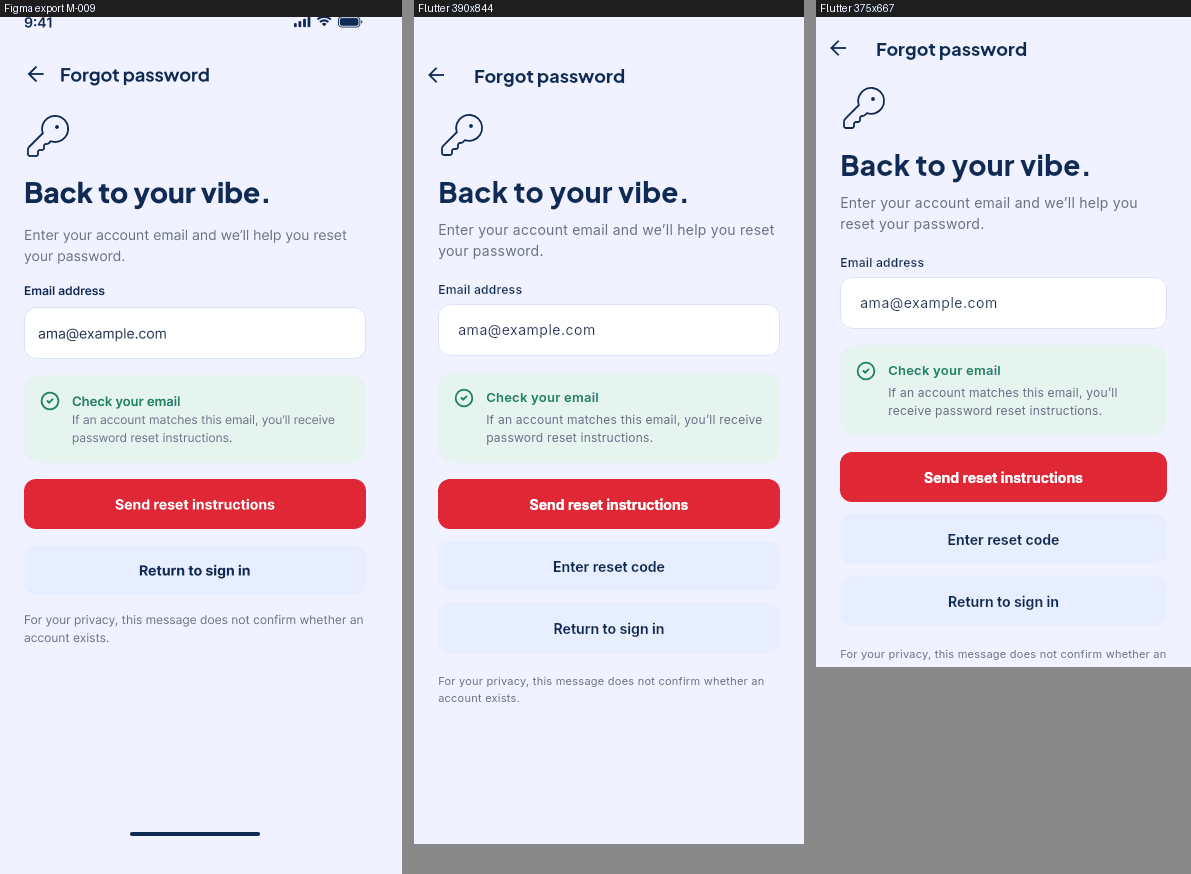 Figma export M-009
9:41
Forgot password
Back to your vibe.
Enter your account email and we'll help you reset
your password.
Email address
ama@example.com
Check your email
If an account matches this email, you'll receive
password reset instructions.
Send reset instructions
Return to sign in
For your privacy, this message does not confirm whether an
account exists.
Flutter 390x844
Forgot password
Back to your vibe.
Enter your account email and we'll help you reset
your password.
Email address
ama@example.com
Check your email
If an account matches this email, you'll receive
password reset instructions.
Send reset instructions
Enter reset code
Return to sign in
For your privacy, this message does not confirm whether an
account exists.
Flutter 375x667
Forgot password
Back to your vibe.
Enter your account email and we'll help you
reset your password.
Email address
ama@example.com
Check your email
If an account matches this email, you'll
receive password reset instructions.
Send reset instructions
Enter reset code
Return to sign in
For your privacy, this message does not confirm whether an